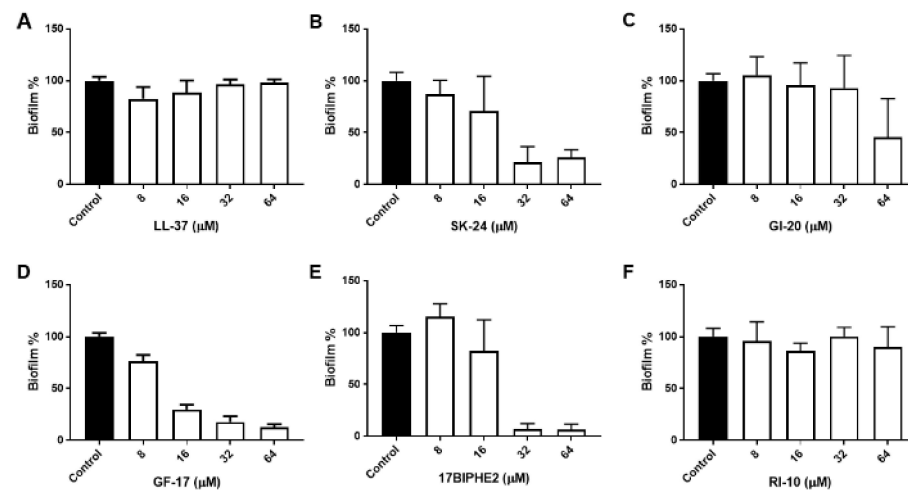 A
B
C
150
100
50
0
Biofilm %
Control
8
16
32
64
LL-37 (μM)
150
100
50
0
Biofilm %
Control
8
16
32
64
SK-24 (μM)
150
100
50
0
Biofilm %
Control
8
16
32
64
GI-20 (μM)
D
E
F
150
100
50
0
Biofilm %
Control
8
16
32
64
GF-17 (μM)
150
100
50
0
Biofilm %
Control
8
16
32
64
17BIPHE2 (μM)
150
100
50
0
Biofilm %
Control
8
16
32
64
RI-10 (μM)